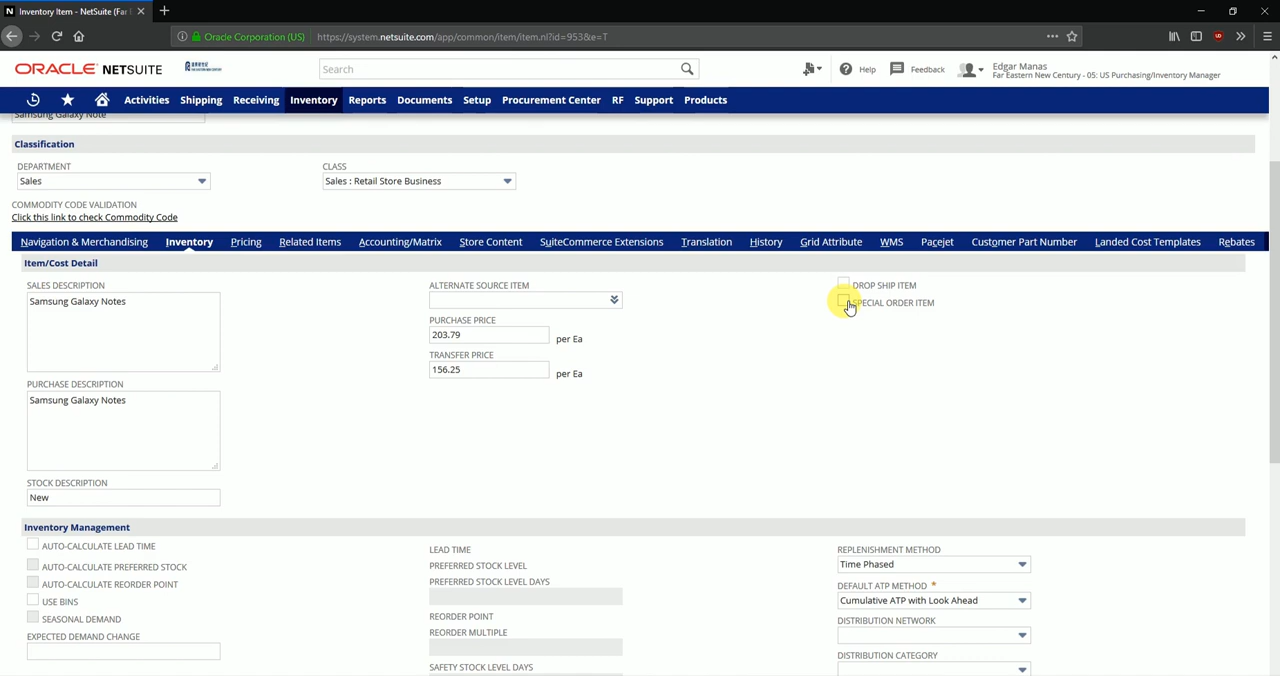 N Inventory Item - NetSuite (Far
Oracle Corporation (US) https://system.netsuite.com/app/common/item/item.nl?id=953&e=T
ORACLE NETSUITE Search Help Feedback Edgar Manas
Far Eastern New Century - 05: US Purchasing/Inventory Manager
Activities Shipping Receiving Inventory Reports Documents Setup Procurement Center RF Support Products
Samsung Galaxy Note
Classification
DEPARTMENT CLASS
Sales Sales : Retail Store Business
COMMODITY CODE VALIDATION
Click this link to check Commodity Code
Navigation & Merchandising Inventory Pricing Related Items Accounting/Matrix Store Content SuiteCommerce Extensions Translation History Grid Attribute WMS Pacejet Customer Part Number Landed Cost Templates Rebates
Item/Cost Detail
SALES DESCRIPTION ALTERNATE SOURCE ITEM DROP SHIP ITEM
Samsung Galaxy Notes SPECIAL ORDER ITEM
PURCHASE PRICE
203.79 per Ea
TRANSFER PRICE
156.25 per Ea
PURCHASE DESCRIPTION
Samsung Galaxy Notes
STOCK DESCRIPTION
New
Inventory Management
AUTO-CALCULATE LEAD TIME LEAD TIME REPLENISHMENT METHOD
AUTO-CALCULATE PREFERRED STOCK PREFERRED STOCK LEVEL Time Phased
AUTO-CALCULATE REORDER POINT PREFERRED STOCK LEVEL DAYS DEFAULT ATP METHOD *
USE BINS Cumulative ATP with Look Ahead
SEASONAL DEMAND REORDER POINT DISTRIBUTION NETWORK
EXPECTED DEMAND CHANGE REORDER MULTIPLE
SAFETY STOCK LEVEL DAYS DISTRIBUTION CATEGORY